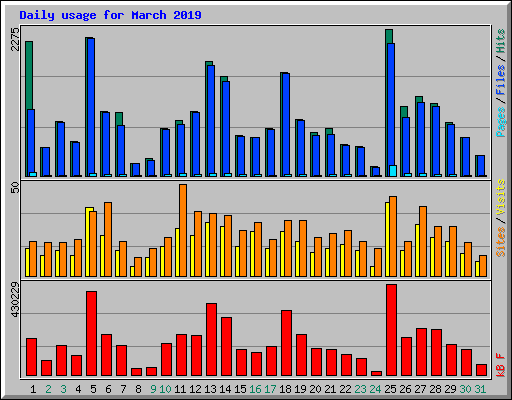 Daily usage for March 2019
2275
Pages / Files / Hits
50
Sites / Visits
430229
kB F
1 2 3 4 5 6 7 8 9 10 11 12 13 14 15 16 17 18 19 20 21 22 23 24 25 26 27 28 29 30 31